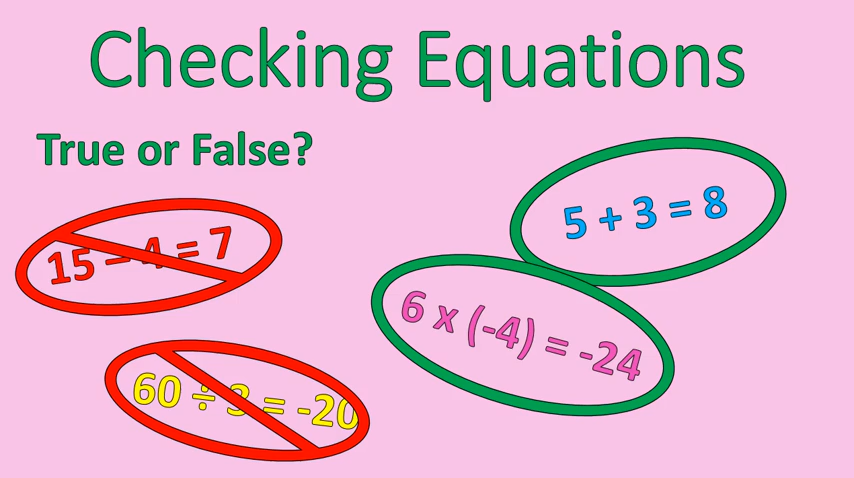 Checking Equations
True or False?
5 + 3 = 8
15 – 4 = 7
6 x (-4) = -24
60 ÷ 3 = -20